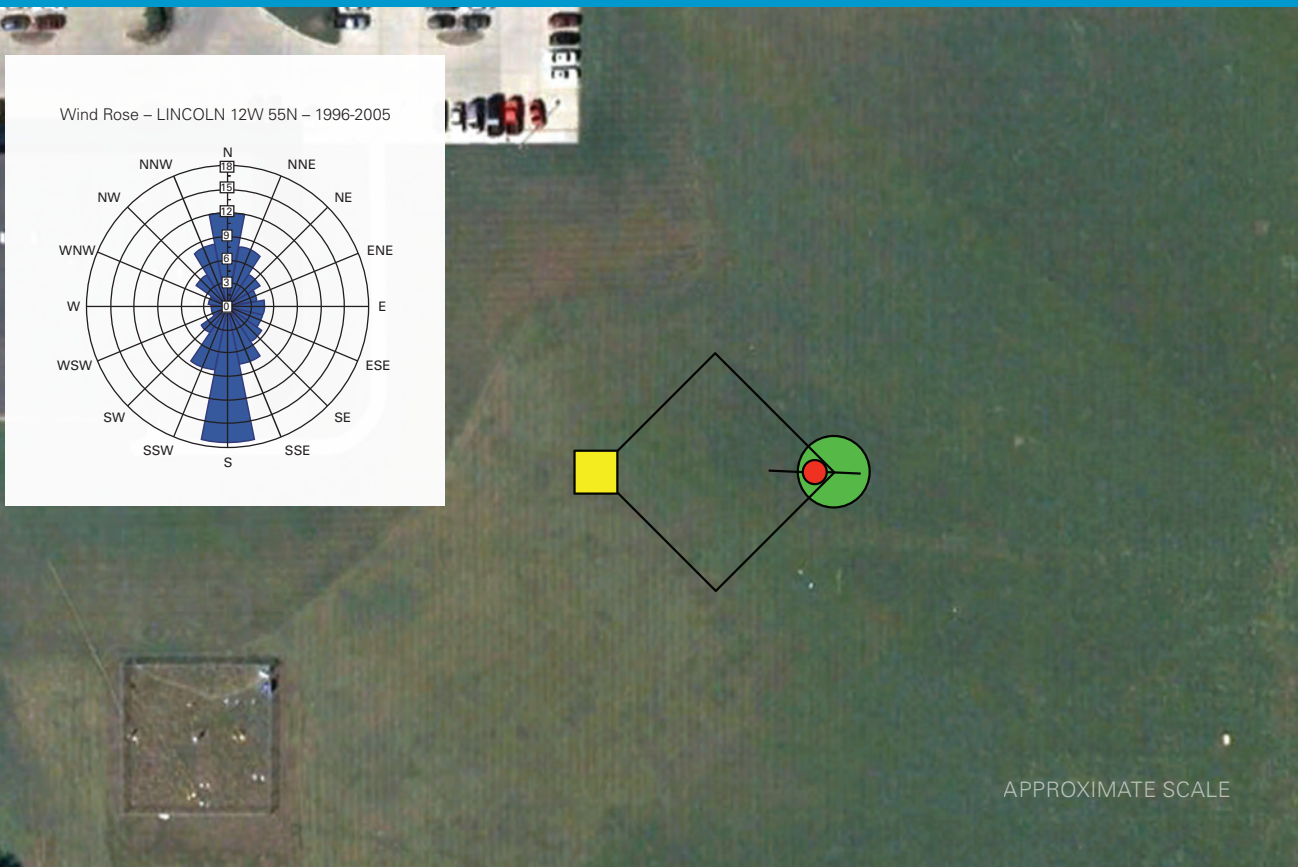 Wind Rose – LINCOLN 12W 55N – 1996-2005
N
NNW
NNE
18
15
NW
NE
12
9
WNW
ENE
6
3
W
0
E
WSW
ESE
SW
SE
SSW
SSE
S
APPROXIMATE SCALE